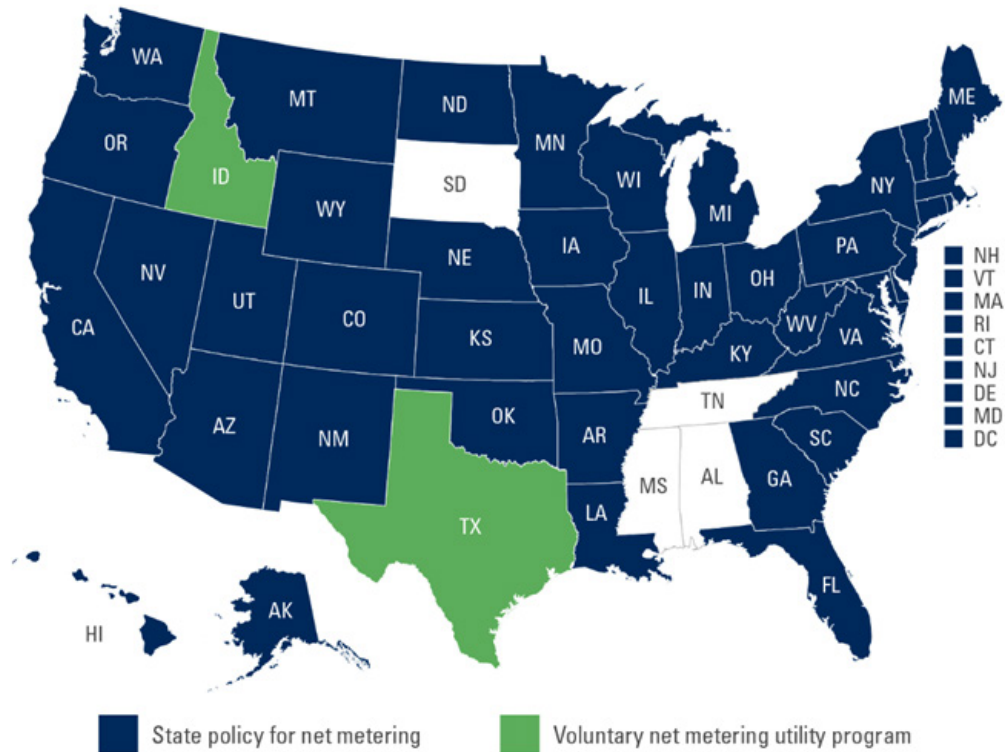 WA
MT
ND
MN
ME
OR
ID
SD
WI
NY
WY
MI
IA
PA
NE
NV
UT
IL
IN
OH
CA
CO
WV
VA
KS
MO
KY
NC
TN
AZ
NM
OK
AR
SC
MS
AL
GA
LA
TX
FL
AK
HI
NH
VT
MA
RI
CT
NJ
DE
MD
DC
State policy for net metering
Voluntary net metering utility program